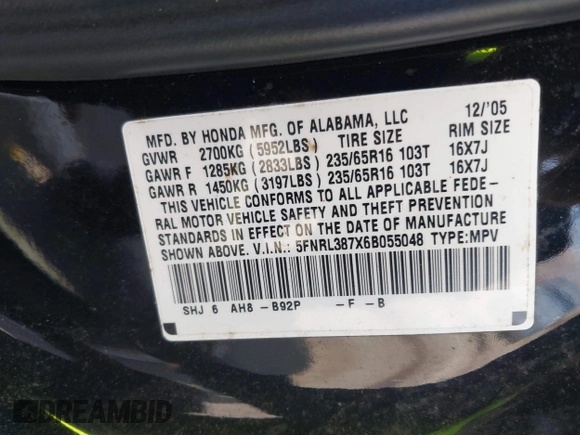 MFD. BY HONDA MFG. OF ALABAMA, LLC 12/'05
GVWR 2700KG (5952LBS) TIRE SIZE RIM SIZE
GAWR F 1285KG (2833LBS) 235/65R16 103T 16X7J
GAWR R 1450KG (3197LBS) 235/65R16 103T 16X7J
THIS VEHICLE CONFORMS TO ALL APPLICABLE FEDE-
RAL MOTOR VEHICLE SAFETY AND THEFT PREVENTION
STANDARDS IN EFFECT ON THE DATE OF MANUFACTURE
SHOWN ABOVE. V.I.N.: 5FNRL387X6B055048 TYPE:MPV
SHJ 6 AH8 -B92P -F -B
DREAMBID